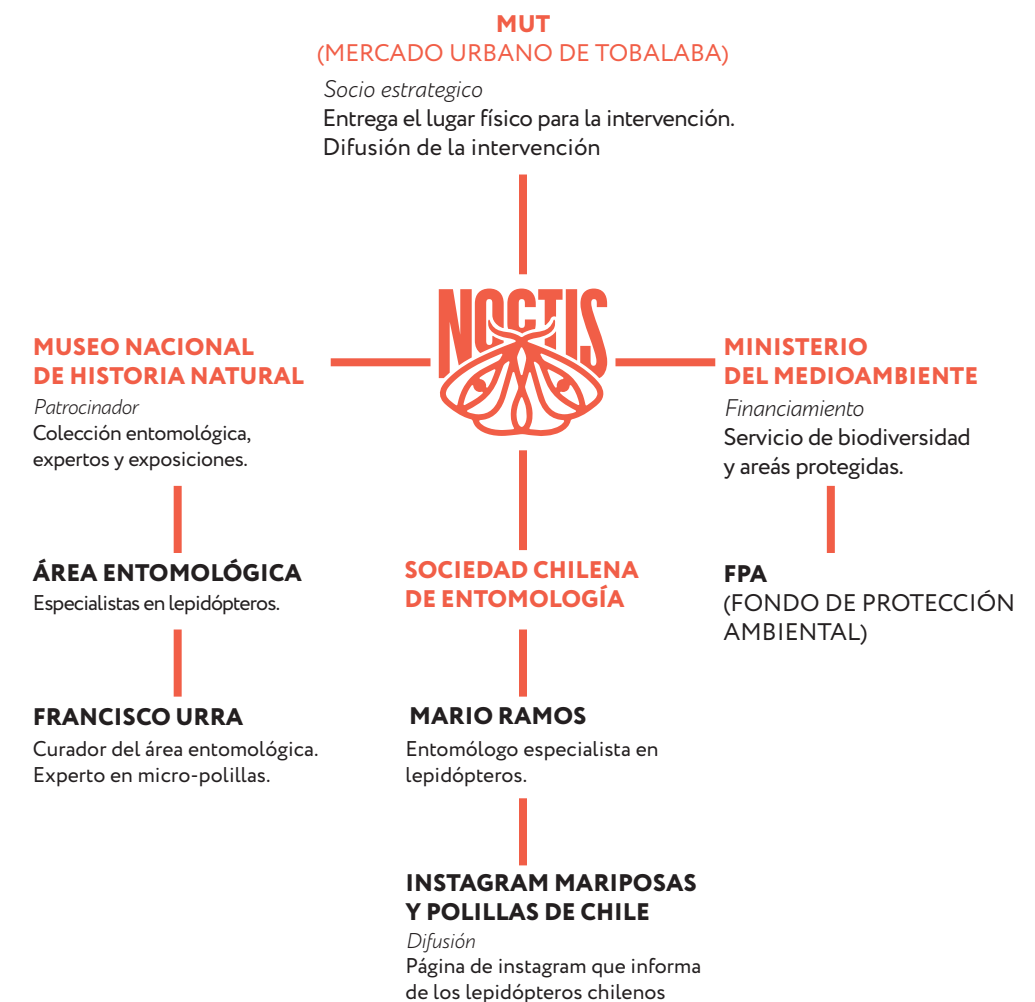 MUT
(MERCADO URBANO DE TOBALABA)
Socio estrategico
Entrega el lugar físico para la intervención.
Difusión de la intervención
NOCTIS
MUSEO NACIONAL
DE HISTORIA NATURAL
Patrocinador
Colección entomológica,
expertos y exposiciones.
ÁREA ENTOMOLÓGICA
Especialistas en lepidópteros.
FRANCISCO URRA
Curador del área entomológica.
Experto en micro-polillas.
SOCIEDAD CHILENA
DE ENTOMOLOGÍA
MARIO RAMOS
Entomólogo especialista en
lepidópteros.
INSTAGRAM MARIPOSAS
Y POLILLAS DE CHILE
Difusión
Página de instagram que informa
de los lepidópteros chilenos
MINISTERIO
DEL MEDIOAMBIENTE
Financiamiento
Servicio de biodiversidad
y areás protegidas.
FPA
(FONDO DE PROTECCIÓN
AMBIENTAL)